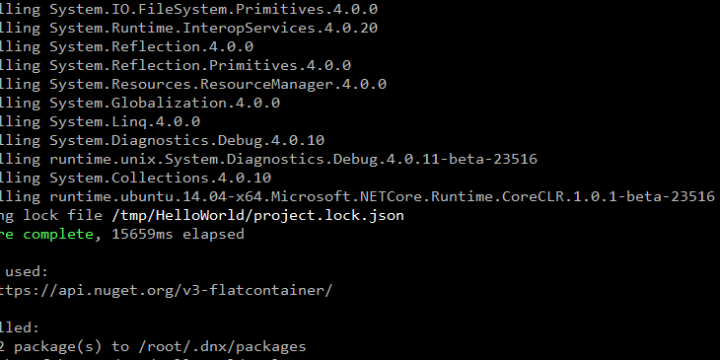 lling System.IO.FileSystem.Primitives.4.0.0
lling System.Runtime.InteropServices.4.0.20
lling System.Reflection.4.0.0
lling System.Reflection.Primitives.4.0.0
lling System.Resources.ResourceManager.4.0.0
lling System.Globalization.4.0.0
lling System.Linq.4.0.0
lling System.Diagnostics.Debug.4.0.10
lling runtime.unix.System.Diagnostics.Debug.4.0.11-beta-23516
lling System.Collections.4.0.10
lling runtime.ubuntu.14.04-x64.Microsoft.NETCore.Runtime.CoreCLR.1.0.1-beta-23516
ng lock file /tmp/HelloWorld/project.lock.json
re complete, 15659ms elapsed
used:
ttps://api.nuget.org/v3-flatcontainer/
lled:
2 package(s) to /root/.dnx/packages